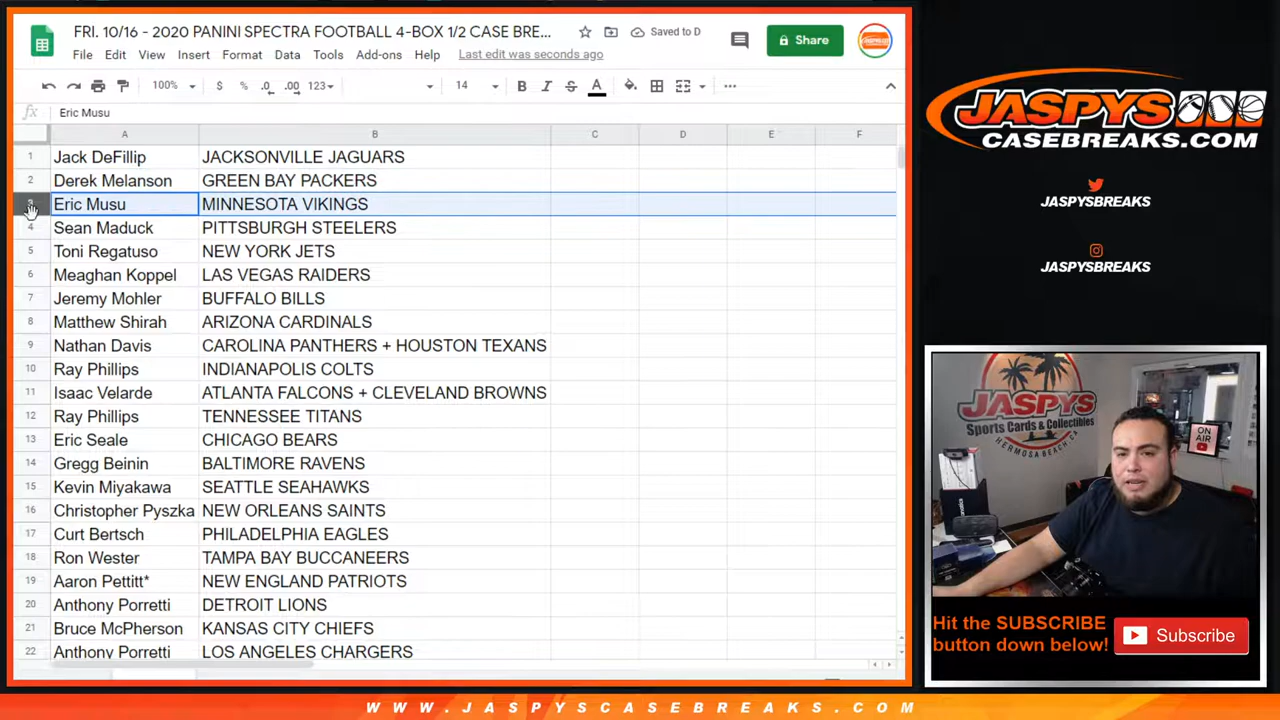 FRI. 10/16 - 2020 PANINI SPECTRA FOOTBALL 4-BOX 1/2 CASE BRE...
Saved to D
Share
File Edit View Insert Format Data Tools Add-ons Help Last edit was seconds ago
100% $ % .0 .00 123 14 B I S A
fx Eric Musu
A B C D E F
1 Jack DeFillip JACKSONVILLE JAGUARS
2 Derek Melanson GREEN BAY PACKERS
3 Eric Musu MINNESOTA VIKINGS
4 Sean Maduck PITTSBURGH STEELERS
5 Toni Regatuso NEW YORK JETS
6 Meaghan Koppel LAS VEGAS RAIDERS
7 Jeremy Mohler BUFFALO BILLS
8 Matthew Shirah ARIZONA CARDINALS
9 Nathan Davis CAROLINA PANTHERS + HOUSTON TEXANS
10 Ray Phillips INDIANAPOLIS COLTS
11 Isaac Velarde ATLANTA FALCONS + CLEVELAND BROWNS
12 Ray Phillips TENNESSEE TITANS
13 Eric Seale CHICAGO BEARS
14 Gregg Beinin BALTIMORE RAVENS
15 Kevin Miyakawa SEATTLE SEAHAWKS
16 Christopher Pyszka NEW ORLEANS SAINTS
17 Curt Bertsch PHILADELPHIA EAGLES
18 Ron Wester TAMPA BAY BUCCANEERS
19 Aaron Pettitt* NEW ENGLAND PATRIOTS
20 Anthony Porretti DETROIT LIONS
21 Bruce McPherson KANSAS CITY CHIEFS
22 Anthony Porretti LOS ANGELES CHARGERS
JASPYS
CASEBREAKS.COM
JASPYSBREAKS
JASPYSBREAKS
JASPYS
Sports Cards & Collectibles
HERMOSA BEACH, CA
ON AIR
Hit the SUBSCRIBE
button down below!
Subscribe
WWW.JASPYSCASEBREAKS.COM